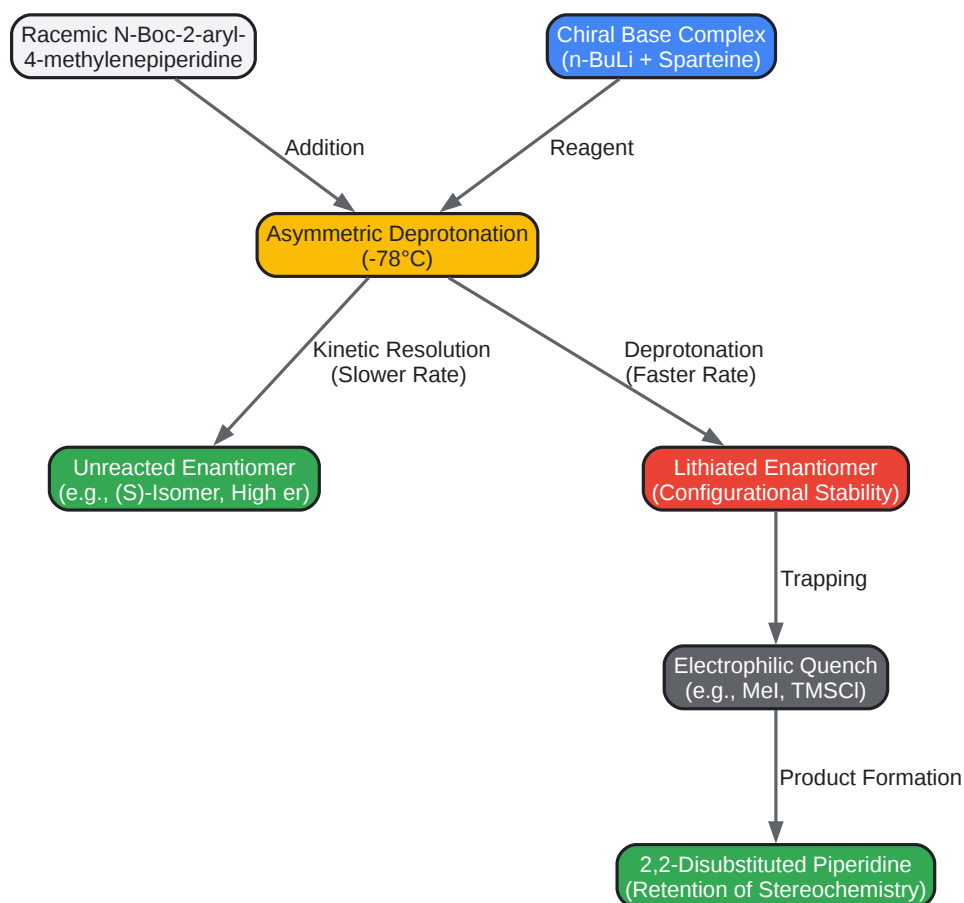 Racemic N-Boc-2-aryl-
4-methylenepiperidine
Chiral Base Complex
(n-BuLi + Sparteine)
Addition
Reagent
Asymmetric Deprotonation
(-78°C)
Kinetic Resolution
(Slower Rate)
Deprotonation
(Faster Rate)
Unreacted Enantiomer
(e.g., (S)-Isomer, High er)
Lithiated Enantiomer
(Configurational Stability)
Trapping
Electrophilic Quench
(e.g., MeI, TMSCl)
Product Formation
2,2-Disubstituted Piperidine
(Retention of Stereochemistry)